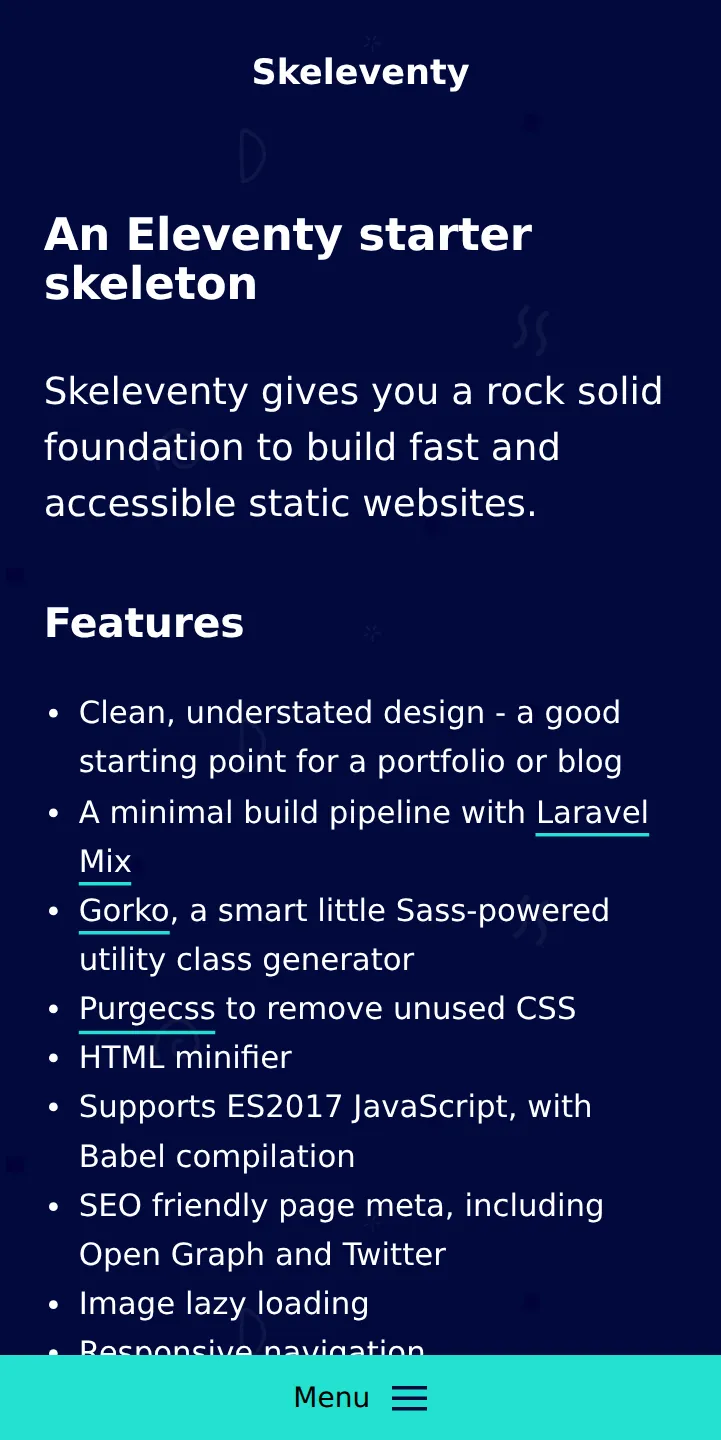 Skeleventy
An Eleventy starter
skeleton
Skeleventy gives you a rock solid
foundation to build fast and
accessible static websites.
Features
• Clean, understated design - a good
starting point for a portfolio or blog
• A minimal build pipeline with Laravel
Mix
• Gorko, a smart little Sass-powered
utility class generator
• Purgecss to remove unused CSS
• HTML minifier
• Supports ES2017 JavaScript, with
Babel compilation
• SEO friendly page meta, including
Open Graph and Twitter
• Image lazy loading
• Responsive navigation
Menu